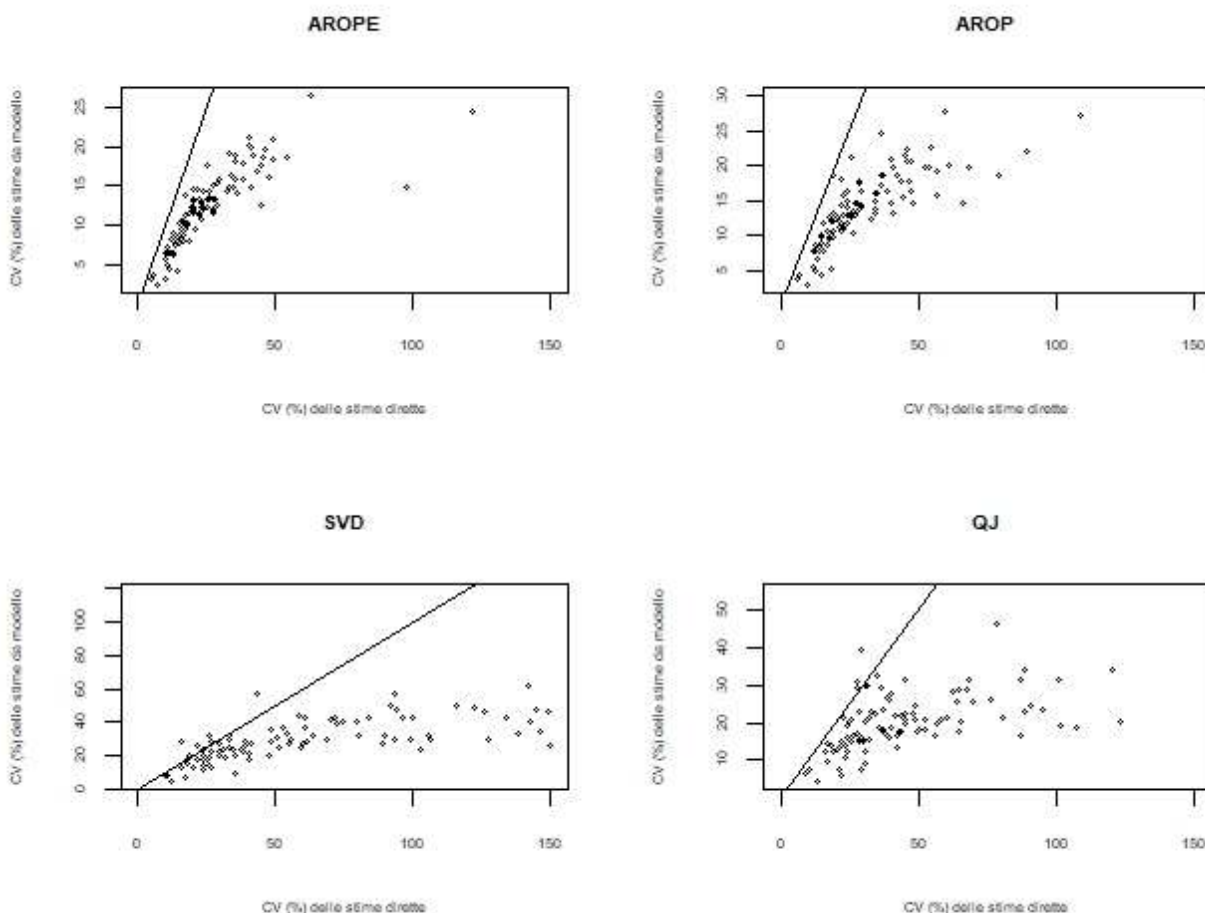 AROPE
CV (%) delle stime da modello
25
20
15
10
5
0 50 100 150
CV (%) delle stime dirette
AROP
CV (%) delle stime da modello
30
25
20
15
10
5
0 50 100 150
CV (%) delle stime dirette
SVD
CV (%) delle stime da modello
100
80
60
40
20
0
0 50 100 150
CV (%) delle stime dirette
QJ
CV (%) delle stime da modello
50
40
30
20
10
0 50 100 150
CV (%) delle stime dirette